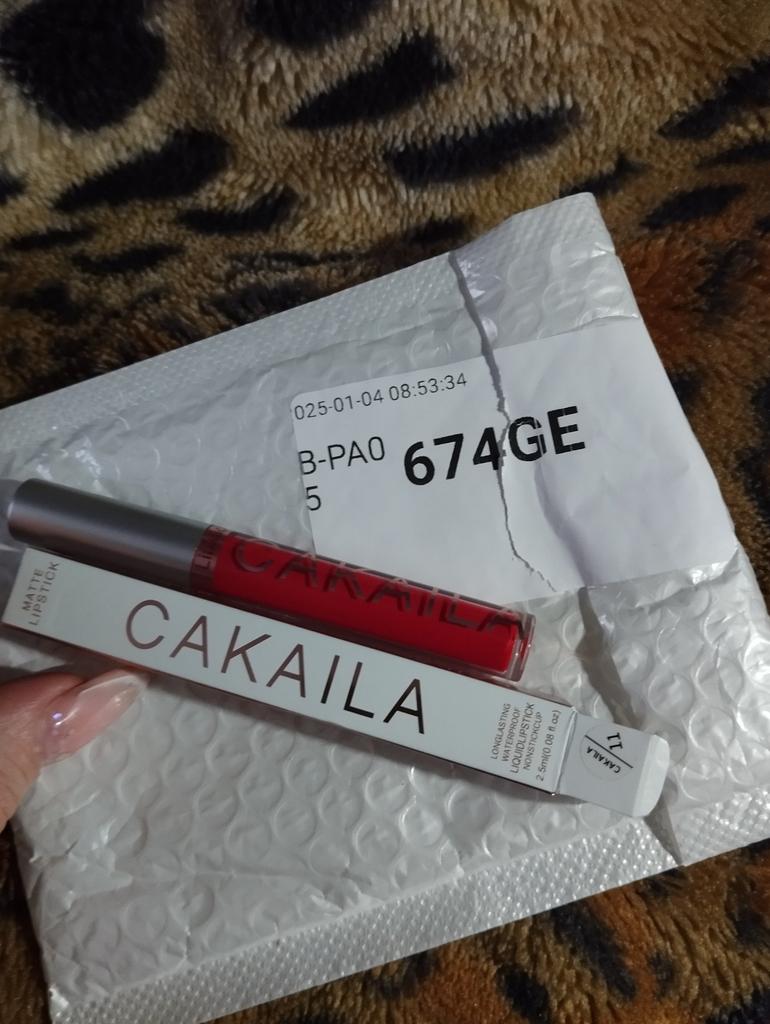 025-01-04 08:53:34
B-PA0
5
674GE
CAKAILA
MATTE
LIPSTICK
CAKAILA
LONGLASTING
WATERPROOF
LIQUIDLIPSTICK
NONSTICKCUP
2.5ml(0.08 fl.oz)
11
CAKAILA